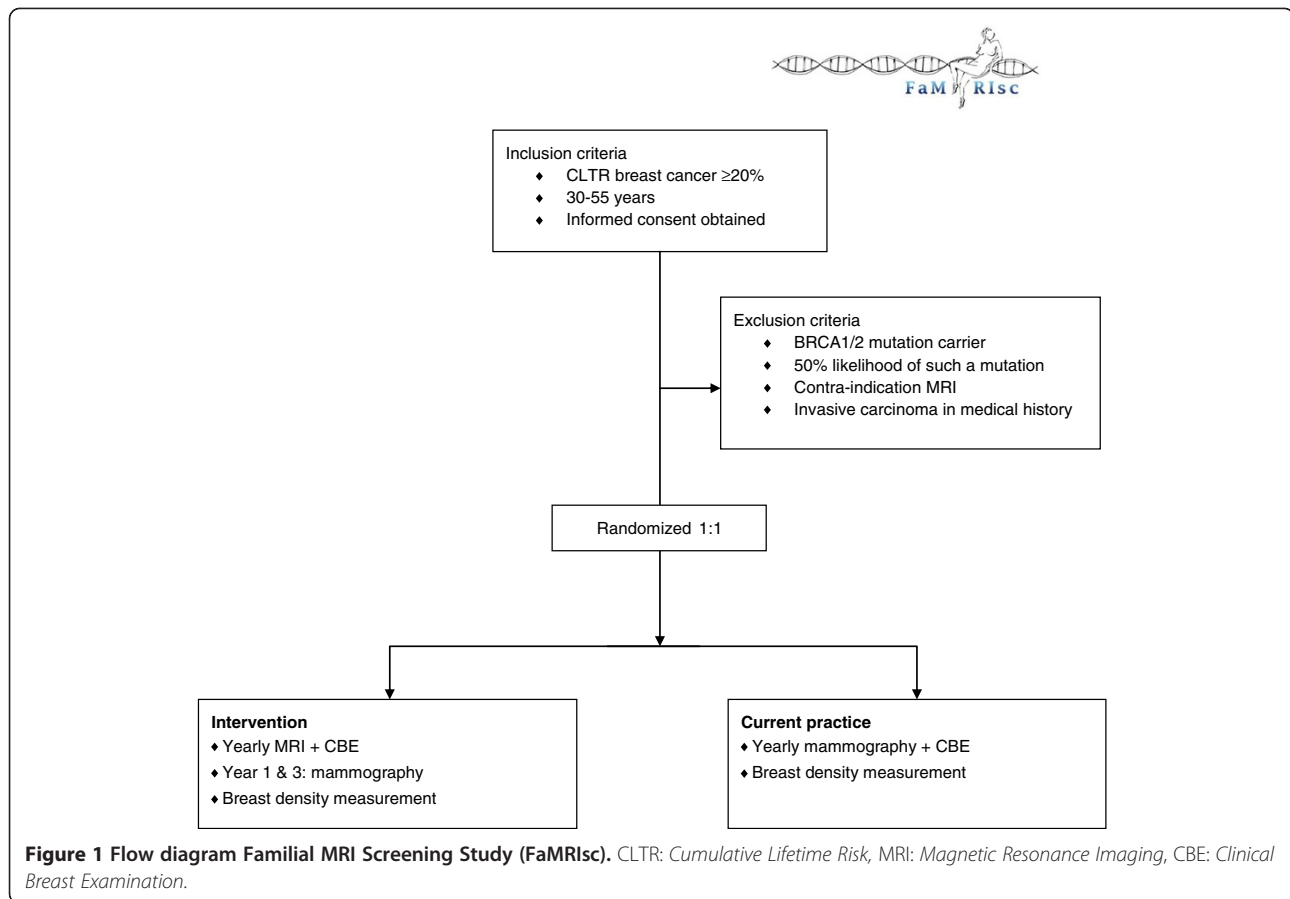 FaM RIsc
Inclusion criteria
♦ CLTR breast cancer ≥20%
♦ 30-55 years
♦ Informed consent obtained
Exclusion criteria
♦ BRCA1/2 mutation carrier
♦ 50% likelihood of such a mutation
♦ Contra-indication MRI
♦ Invasive carcinoma in medical history
Randomized 1:1
Intervention
♦ Yearly MRI + CBE
♦ Year 1 & 3: mammography
♦ Breast density measurement
Current practice
♦ Yearly mammography + CBE
♦ Breast density measurement
Figure 1 Flow diagram Familial MRI Screening Study (FaMRIsc). CLTR: Cumulative Lifetime Risk, MRI: Magnetic Resonance Imaging, CBE: Clinical
Breast Examination.